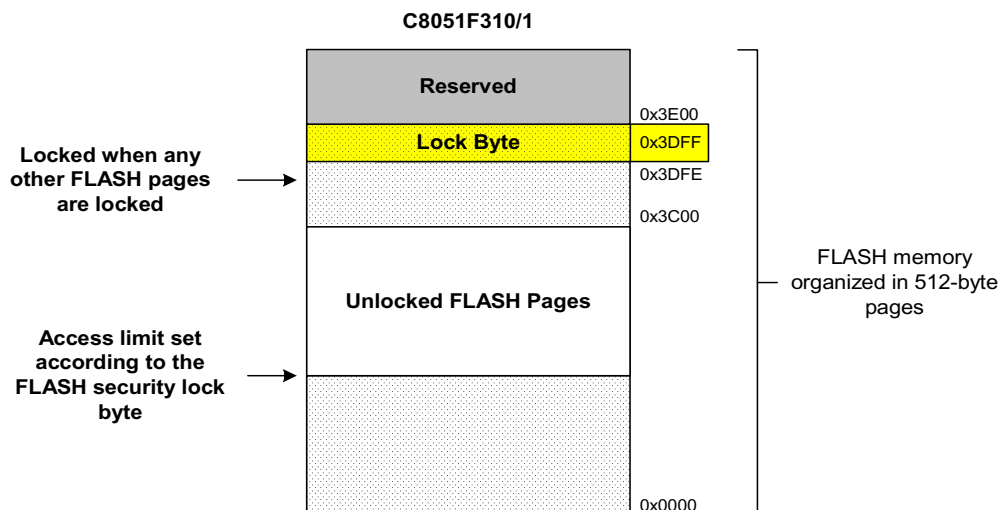 C8051F310/1
Reserved
0x3E00
Lock Byte
0x3DFF
Locked when any
other FLASH pages
are locked
0x3DFE
0x3C00
Unlocked FLASH Pages
FLASH memory
organized in 512-byte
pages
Access limit set
according to the
FLASH security lock
byte
0x0000